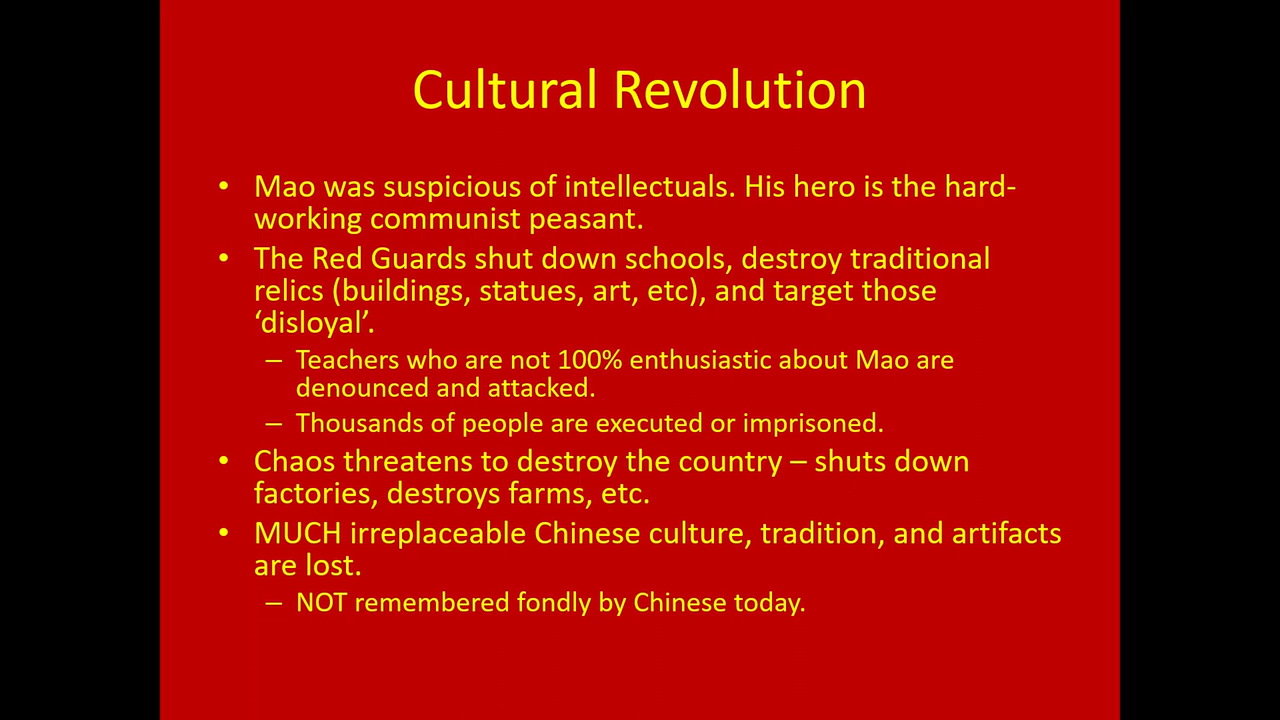 Cultural Revolution
• Mao was suspicious of intellectuals. His hero is the hard-
working communist peasant.
• The Red Guards shut down schools, destroy traditional
relics (buildings, statues, art, etc), and target those
‘disloyal’.
– Teachers who are not 100% enthusiastic about Mao are
denounced and attacked.
– Thousands of people are executed or imprisoned.
• Chaos threatens to destroy the country – shuts down
factories, destroys farms, etc.
• MUCH irreplaceable Chinese culture, tradition, and artifacts
are lost.
– NOT remembered fondly by Chinese today.